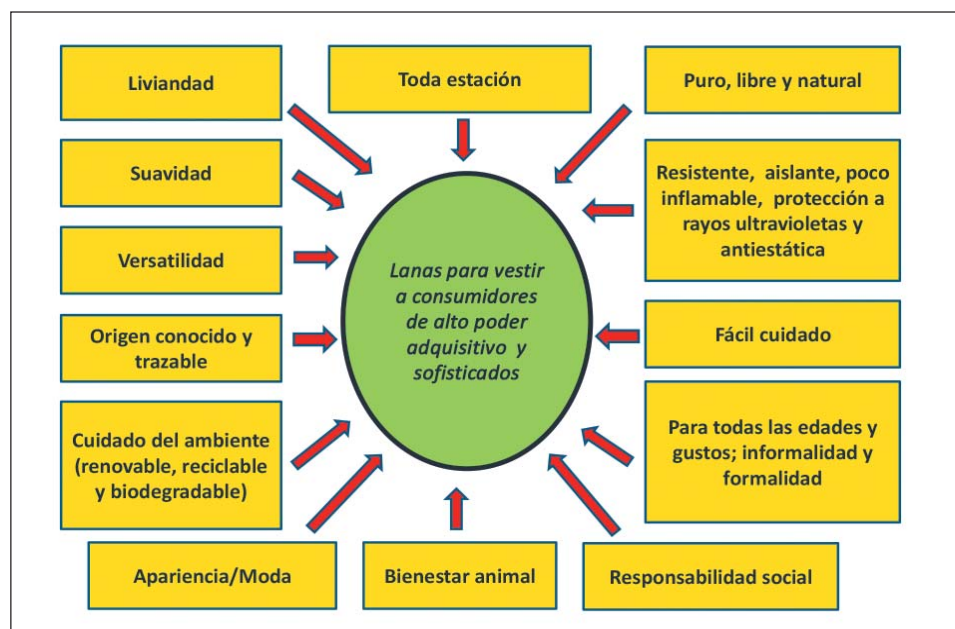 Liviandad
Toda estación
Puro, libre y natural
Suavidad
Resistente, aislante, poco
inflamable, protección a
rayos ultravioletas y
antiestática
Versatilidad
Lanas para vestir
a consumidores
de alto poder
adquisitivo y
sofisticados
Origen conocido y
trazable
Fácil cuidado
Cuidado del ambiente
(renovable, reciclable
y biodegradable)
Para todas las edades y
gustos; informalidad y
formalidad
Apariencia/Moda
Bienestar animal
Responsabilidad social